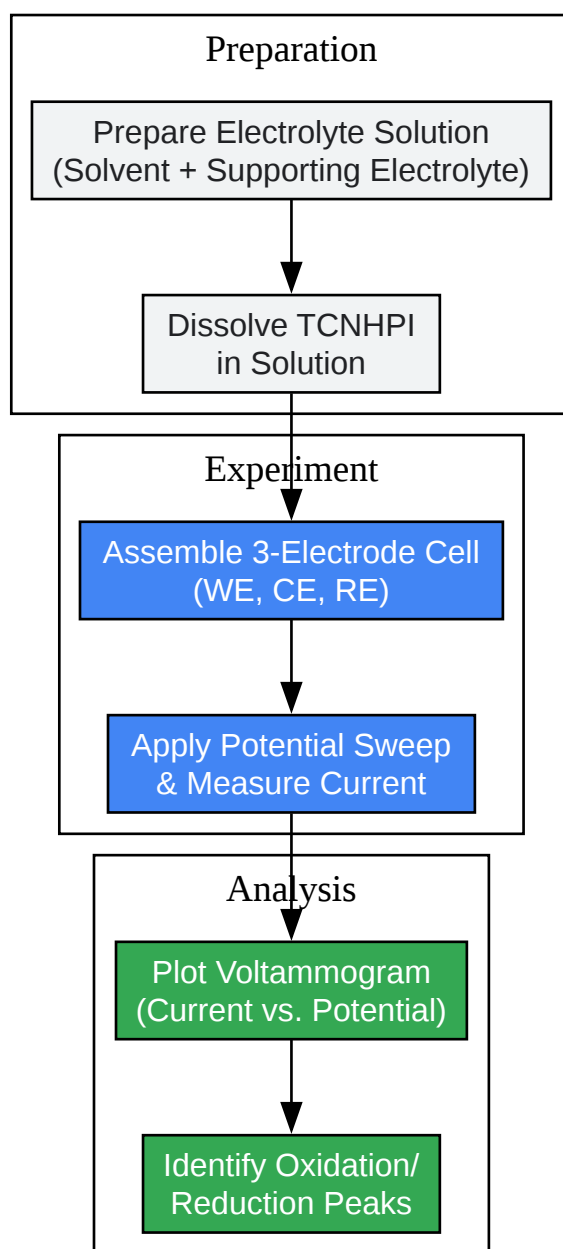 Preparation
Prepare Electrolyte Solution
(Solvent + Supporting Electrolyte)
Dissolve TCNHPI
in Solution
Experiment
Assemble 3-Electrode Cell
(WE, CE, RE)
Apply Potential Sweep
& Measure Current
Analysis
Plot Voltammogram
(Current vs. Potential)
Identify Oxidation/
Reduction Peaks